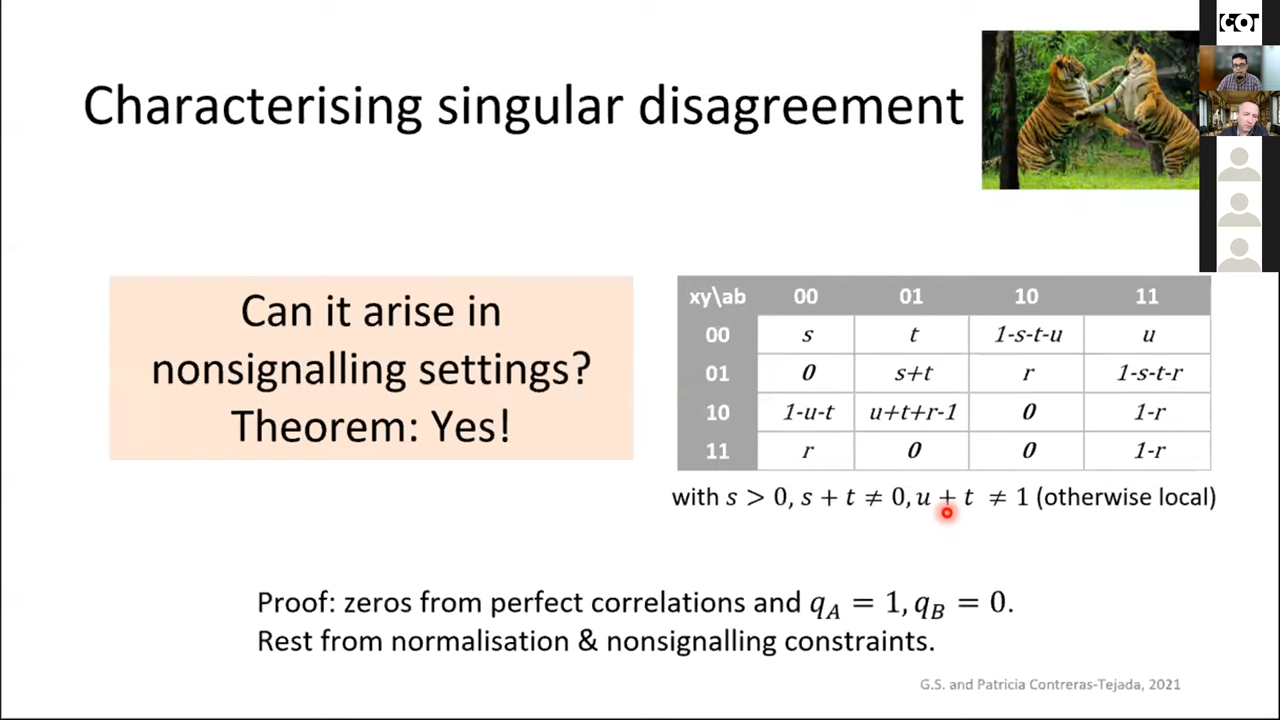 COT
Characterising singular disagreement
Can it arise in
nonsignalling settings?
Theorem: Yes!
xy\ab 00 01 10 11
00 s t 1-s-t-u u
01 0 s+t r 1-s-t-r
10 1-u-t u+t+r-1 0 1-r
11 r 0 0 1-r
with s > 0, s + t ≠ 0, u + t ≠ 1 (otherwise local)
Proof: zeros from perfect correlations and q_A = 1, q_B = 0.
Rest from normalisation & nonsignalling constraints.
G.S. and Patricia Contreras-Tejada, 2021